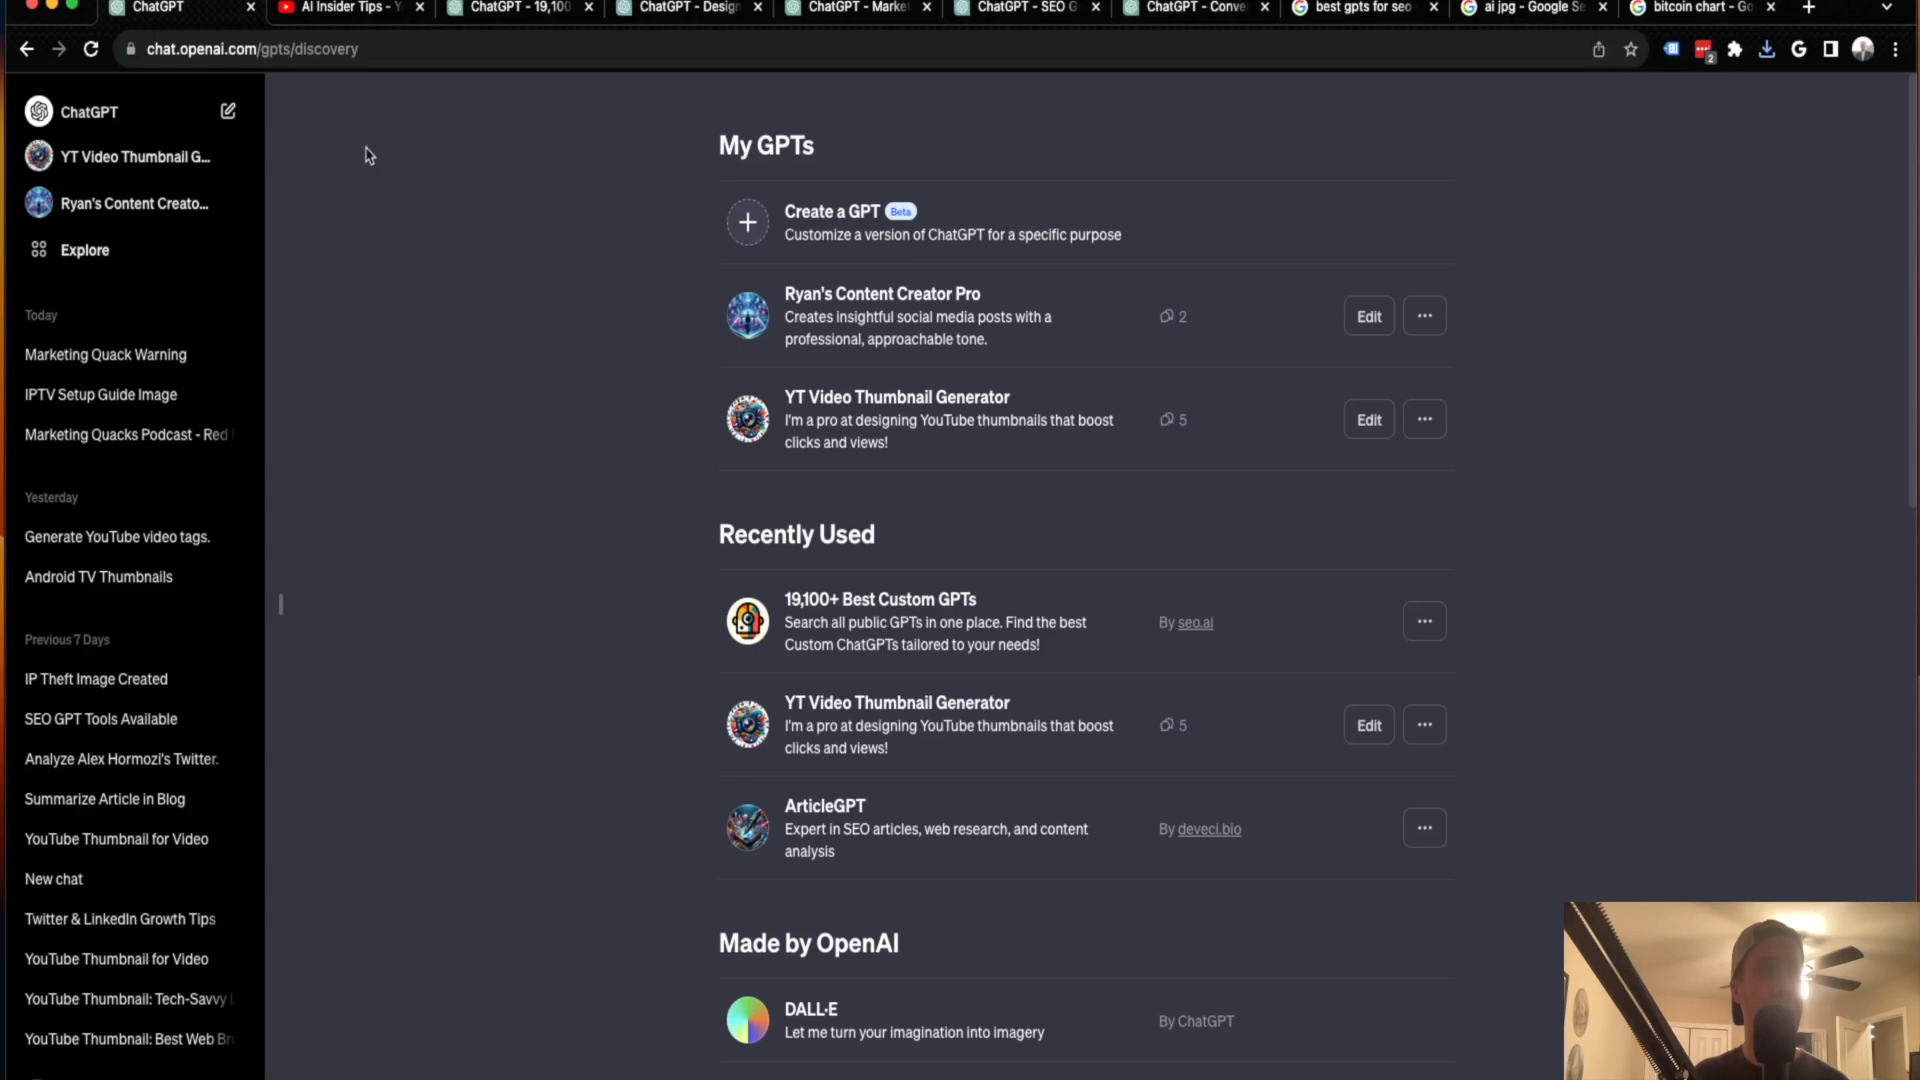 ChatGPT
AI Insider Tips - Y
ChatGPT - 19,100
ChatGPT - Design
ChatGPT - Market
ChatGPT - SEO G
ChatGPT - Conve
best gpts for seo
ai jpg - Google Se
bitcoin chart - Go
chat.openai.com/gpts/discovery
2
ChatGPT
YT Video Thumbnail G...
Ryan's Content Creato...
Explore
Today
Marketing Quack Warning
IPTV Setup Guide Image
Marketing Quacks Podcast - Red
Yesterday
Generate YouTube video tags.
Android TV Thumbnails
Previous 7 Days
IP Theft Image Created
SEO GPT Tools Available
Analyze Alex Hormozi's Twitter.
Summarize Article in Blog
YouTube Thumbnail for Video
New chat
Twitter & LinkedIn Growth Tips
YouTube Thumbnail for Video
YouTube Thumbnail: Tech-Savvy
YouTube Thumbnail: Best Web Br
My GPTs
Create a GPT Beta
Customize a version of ChatGPT for a specific purpose
Ryan's Content Creator Pro
Creates insightful social media posts with a
professional, approachable tone.
2
Edit
YT Video Thumbnail Generator
I'm a pro at designing YouTube thumbnails that boost
clicks and views!
5
Edit
Recently Used
19,100+ Best Custom GPTs
Search all public GPTs in one place. Find the best
Custom ChatGPTs tailored to your needs!
By seo.ai
YT Video Thumbnail Generator
I'm a pro at designing YouTube thumbnails that boost
clicks and views!
5
Edit
ArticleGPT
Expert in SEO articles, web research, and content
analysis
By deveci.bio
Made by OpenAI
DALL·E
Let me turn your imagination into imagery
By ChatGPT